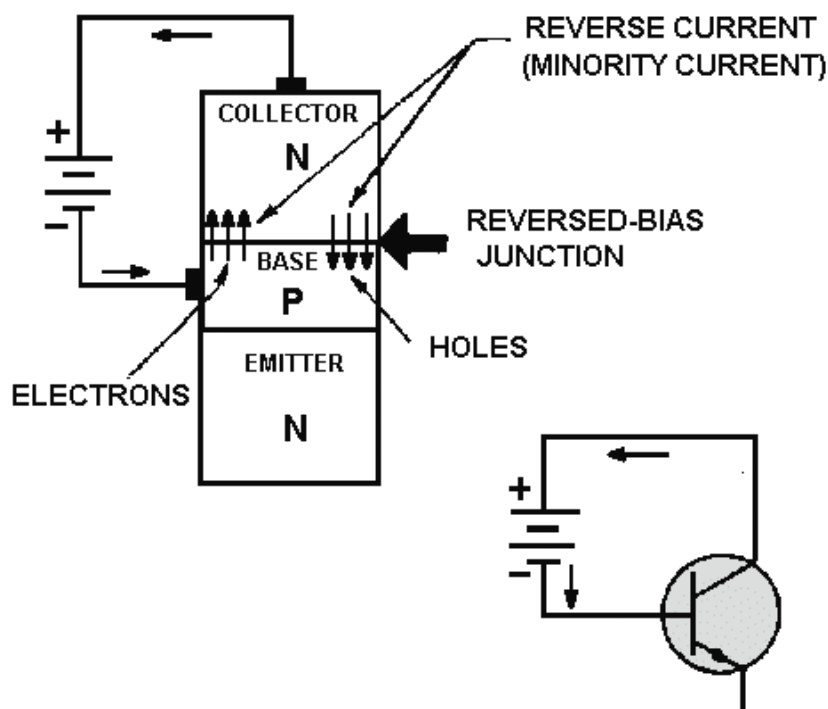 REVERSE CURRENT
(MINORITY CURRENT)
COLLECTOR
N
+
−
REVERSED-BIAS
JUNCTION
BASE
P
HOLES
EMITTER
ELECTRONS
N
+
−